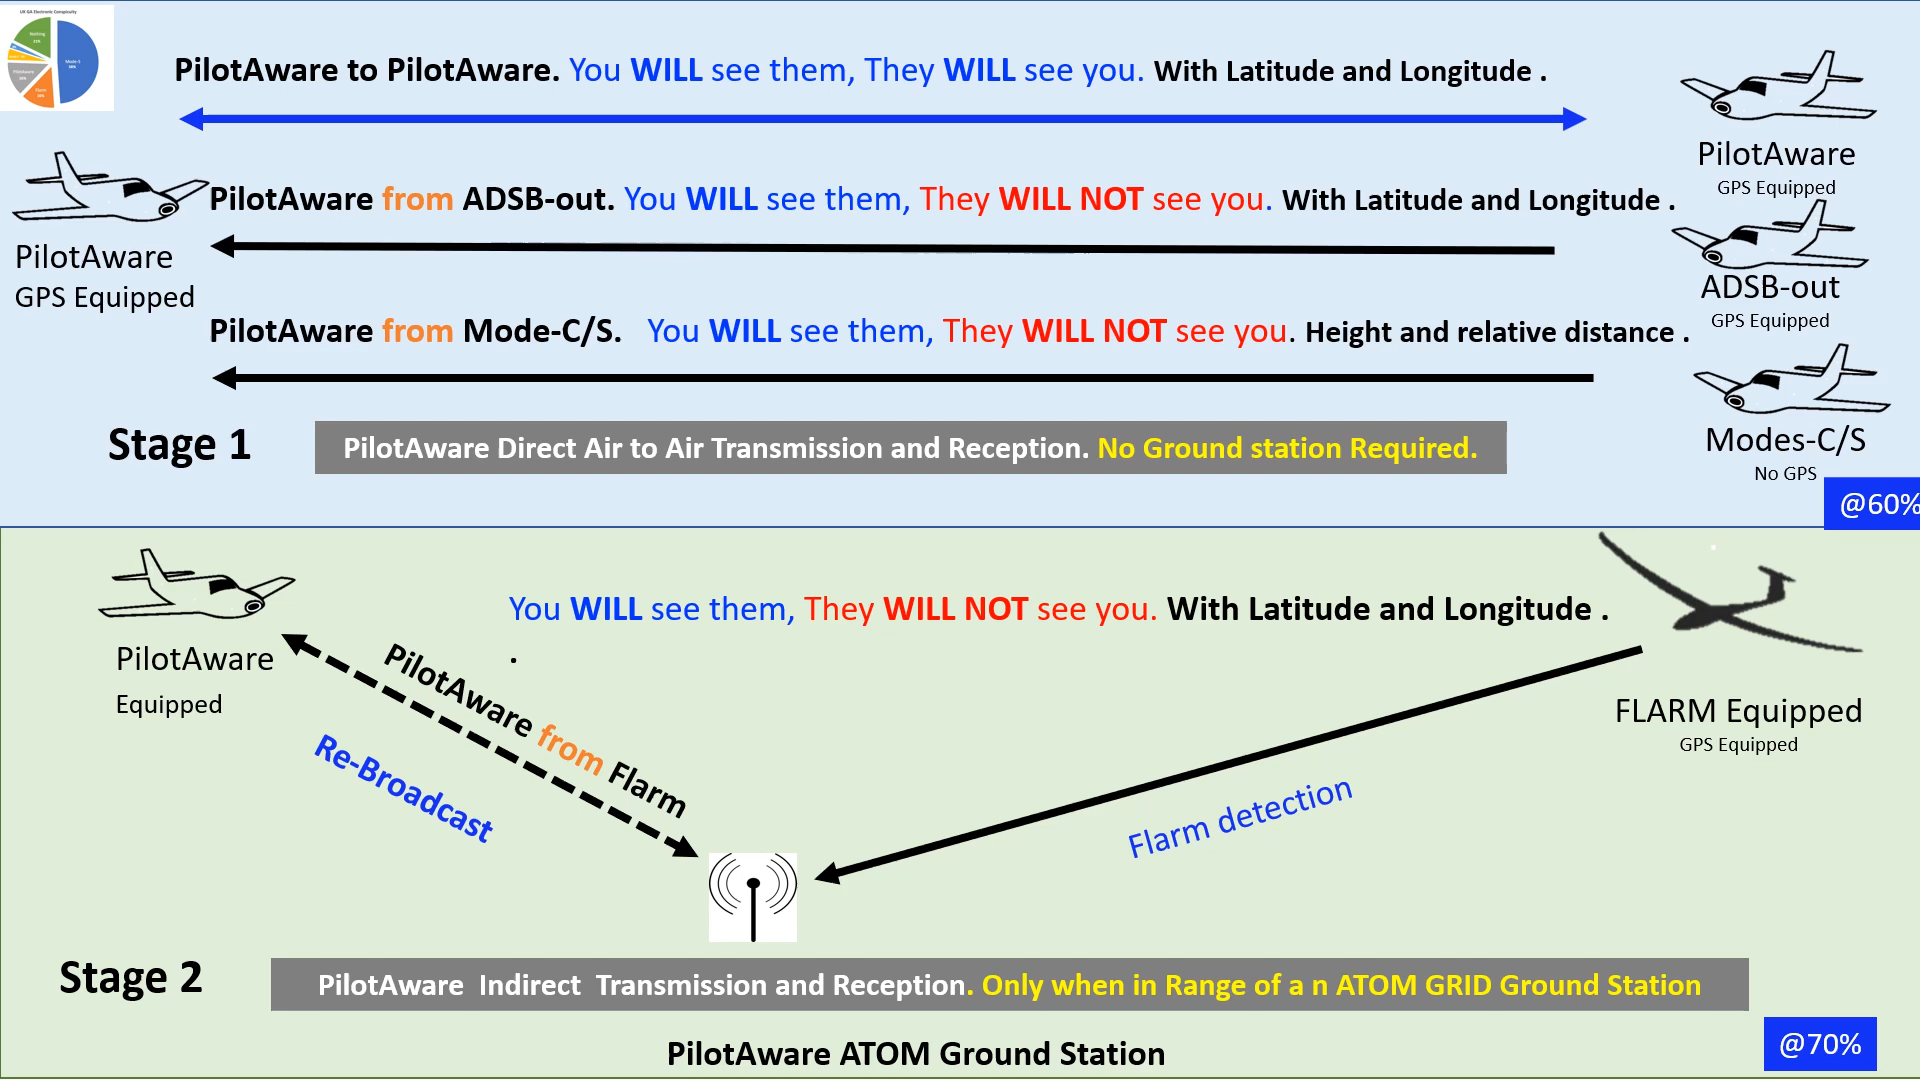 UK GA Electronic Conspicuity
Nothing
Mode-S
PilotAware to PilotAware. You WILL see them, They WILL see you. With Latitude and Longitude .
PilotAware
GPS Equipped
PilotAware from ADSB-out. You WILL see them, They WILL NOT see you. With Latitude and Longitude .
PilotAware
GPS Equipped
ADSB-out
GPS Equipped
PilotAware from Mode-C/S. You WILL see them, They WILL NOT see you. Height and relative distance .
Modes-C/S
No GPS
Stage 1
PilotAware Direct Air to Air Transmission and Reception. No Ground station Required.
@60%
You WILL see them, They WILL NOT see you. With Latitude and Longitude .
.
PilotAware
Equipped
PilotAware from Flarm
Re-Broadcast
FLARM Equipped
GPS Equipped
Flarm detection
Stage 2
PilotAware Indirect Transmission and Reception. Only when in Range of a n ATOM GRID Ground Station
PilotAware ATOM Ground Station
@70%